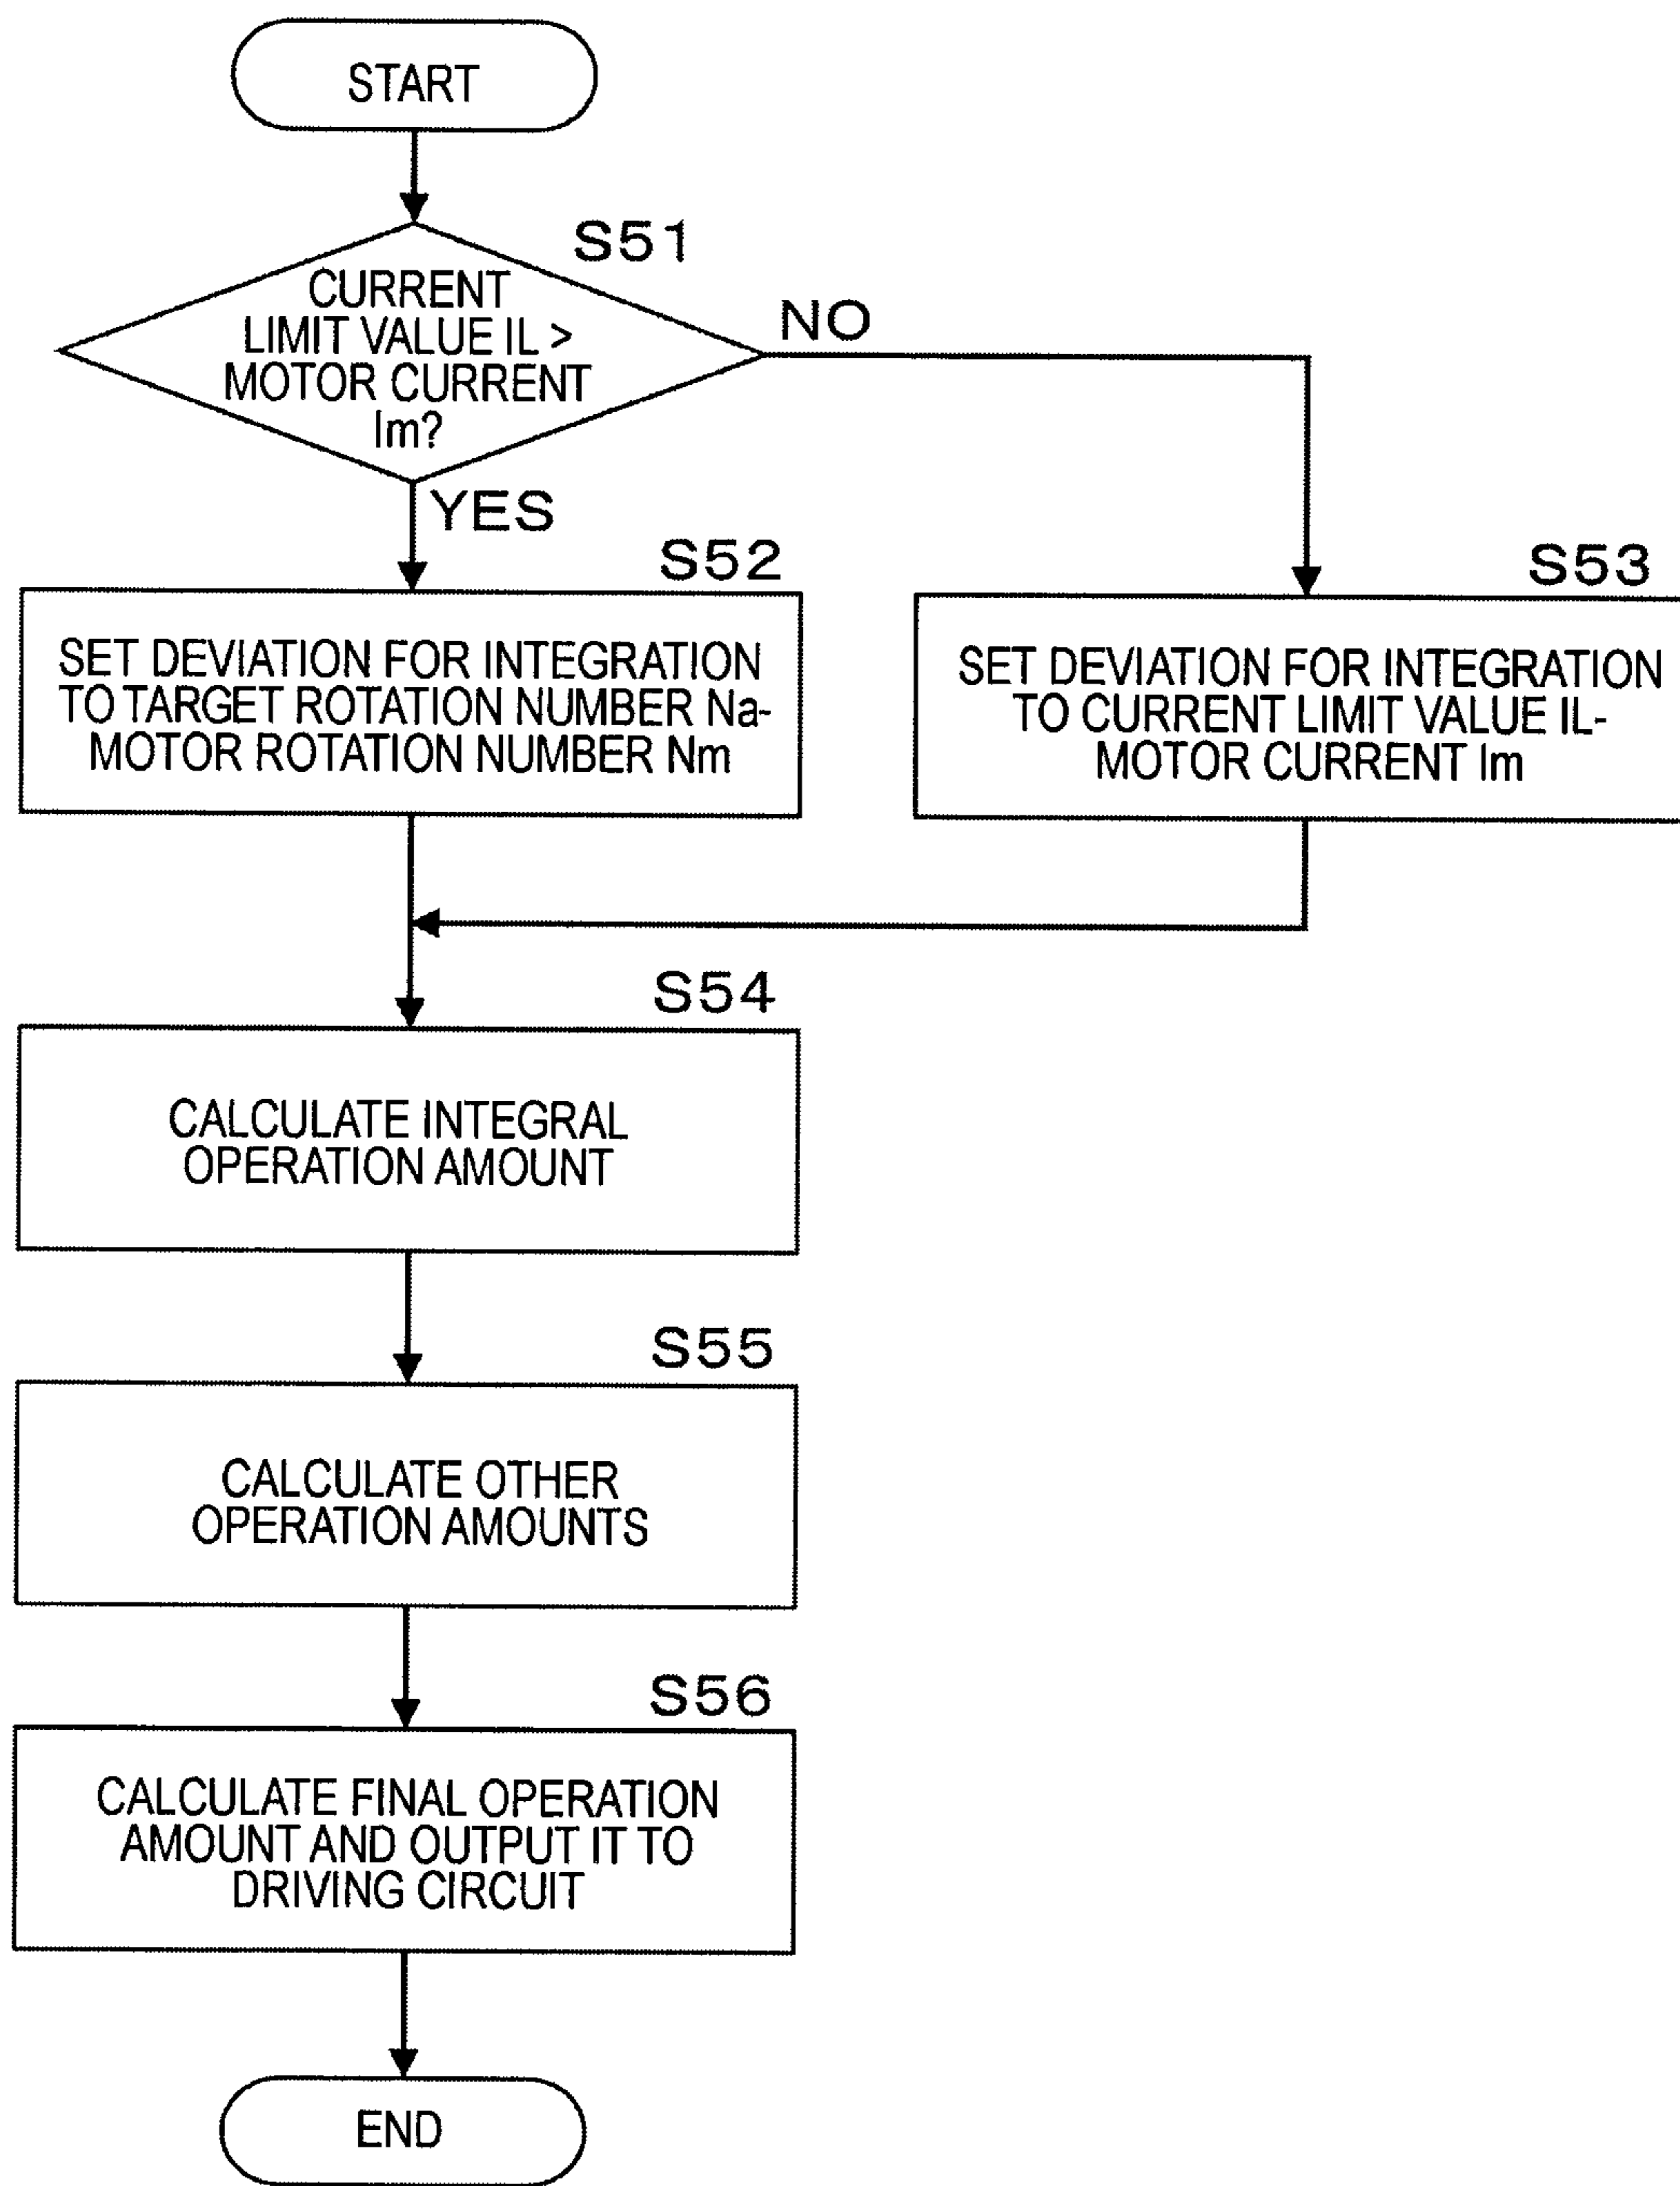 START
S51
CURRENT
LIMIT VALUE IL >
MOTOR CURRENT
Im?
NO
YES
S52
SET DEVIATION FOR INTEGRATION
TO TARGET ROTATION NUMBER Na-
MOTOR ROTATION NUMBER Nm
S53
SET DEVIATION FOR INTEGRATION
TO CURRENT LIMIT VALUE IL-
MOTOR CURRENT Im
S54
CALCULATE INTEGRAL
OPERATION AMOUNT
S55
CALCULATE OTHER
OPERATION AMOUNTS
S56
CALCULATE FINAL OPERATION
AMOUNT AND OUTPUT IT TO
DRIVING CIRCUIT
END